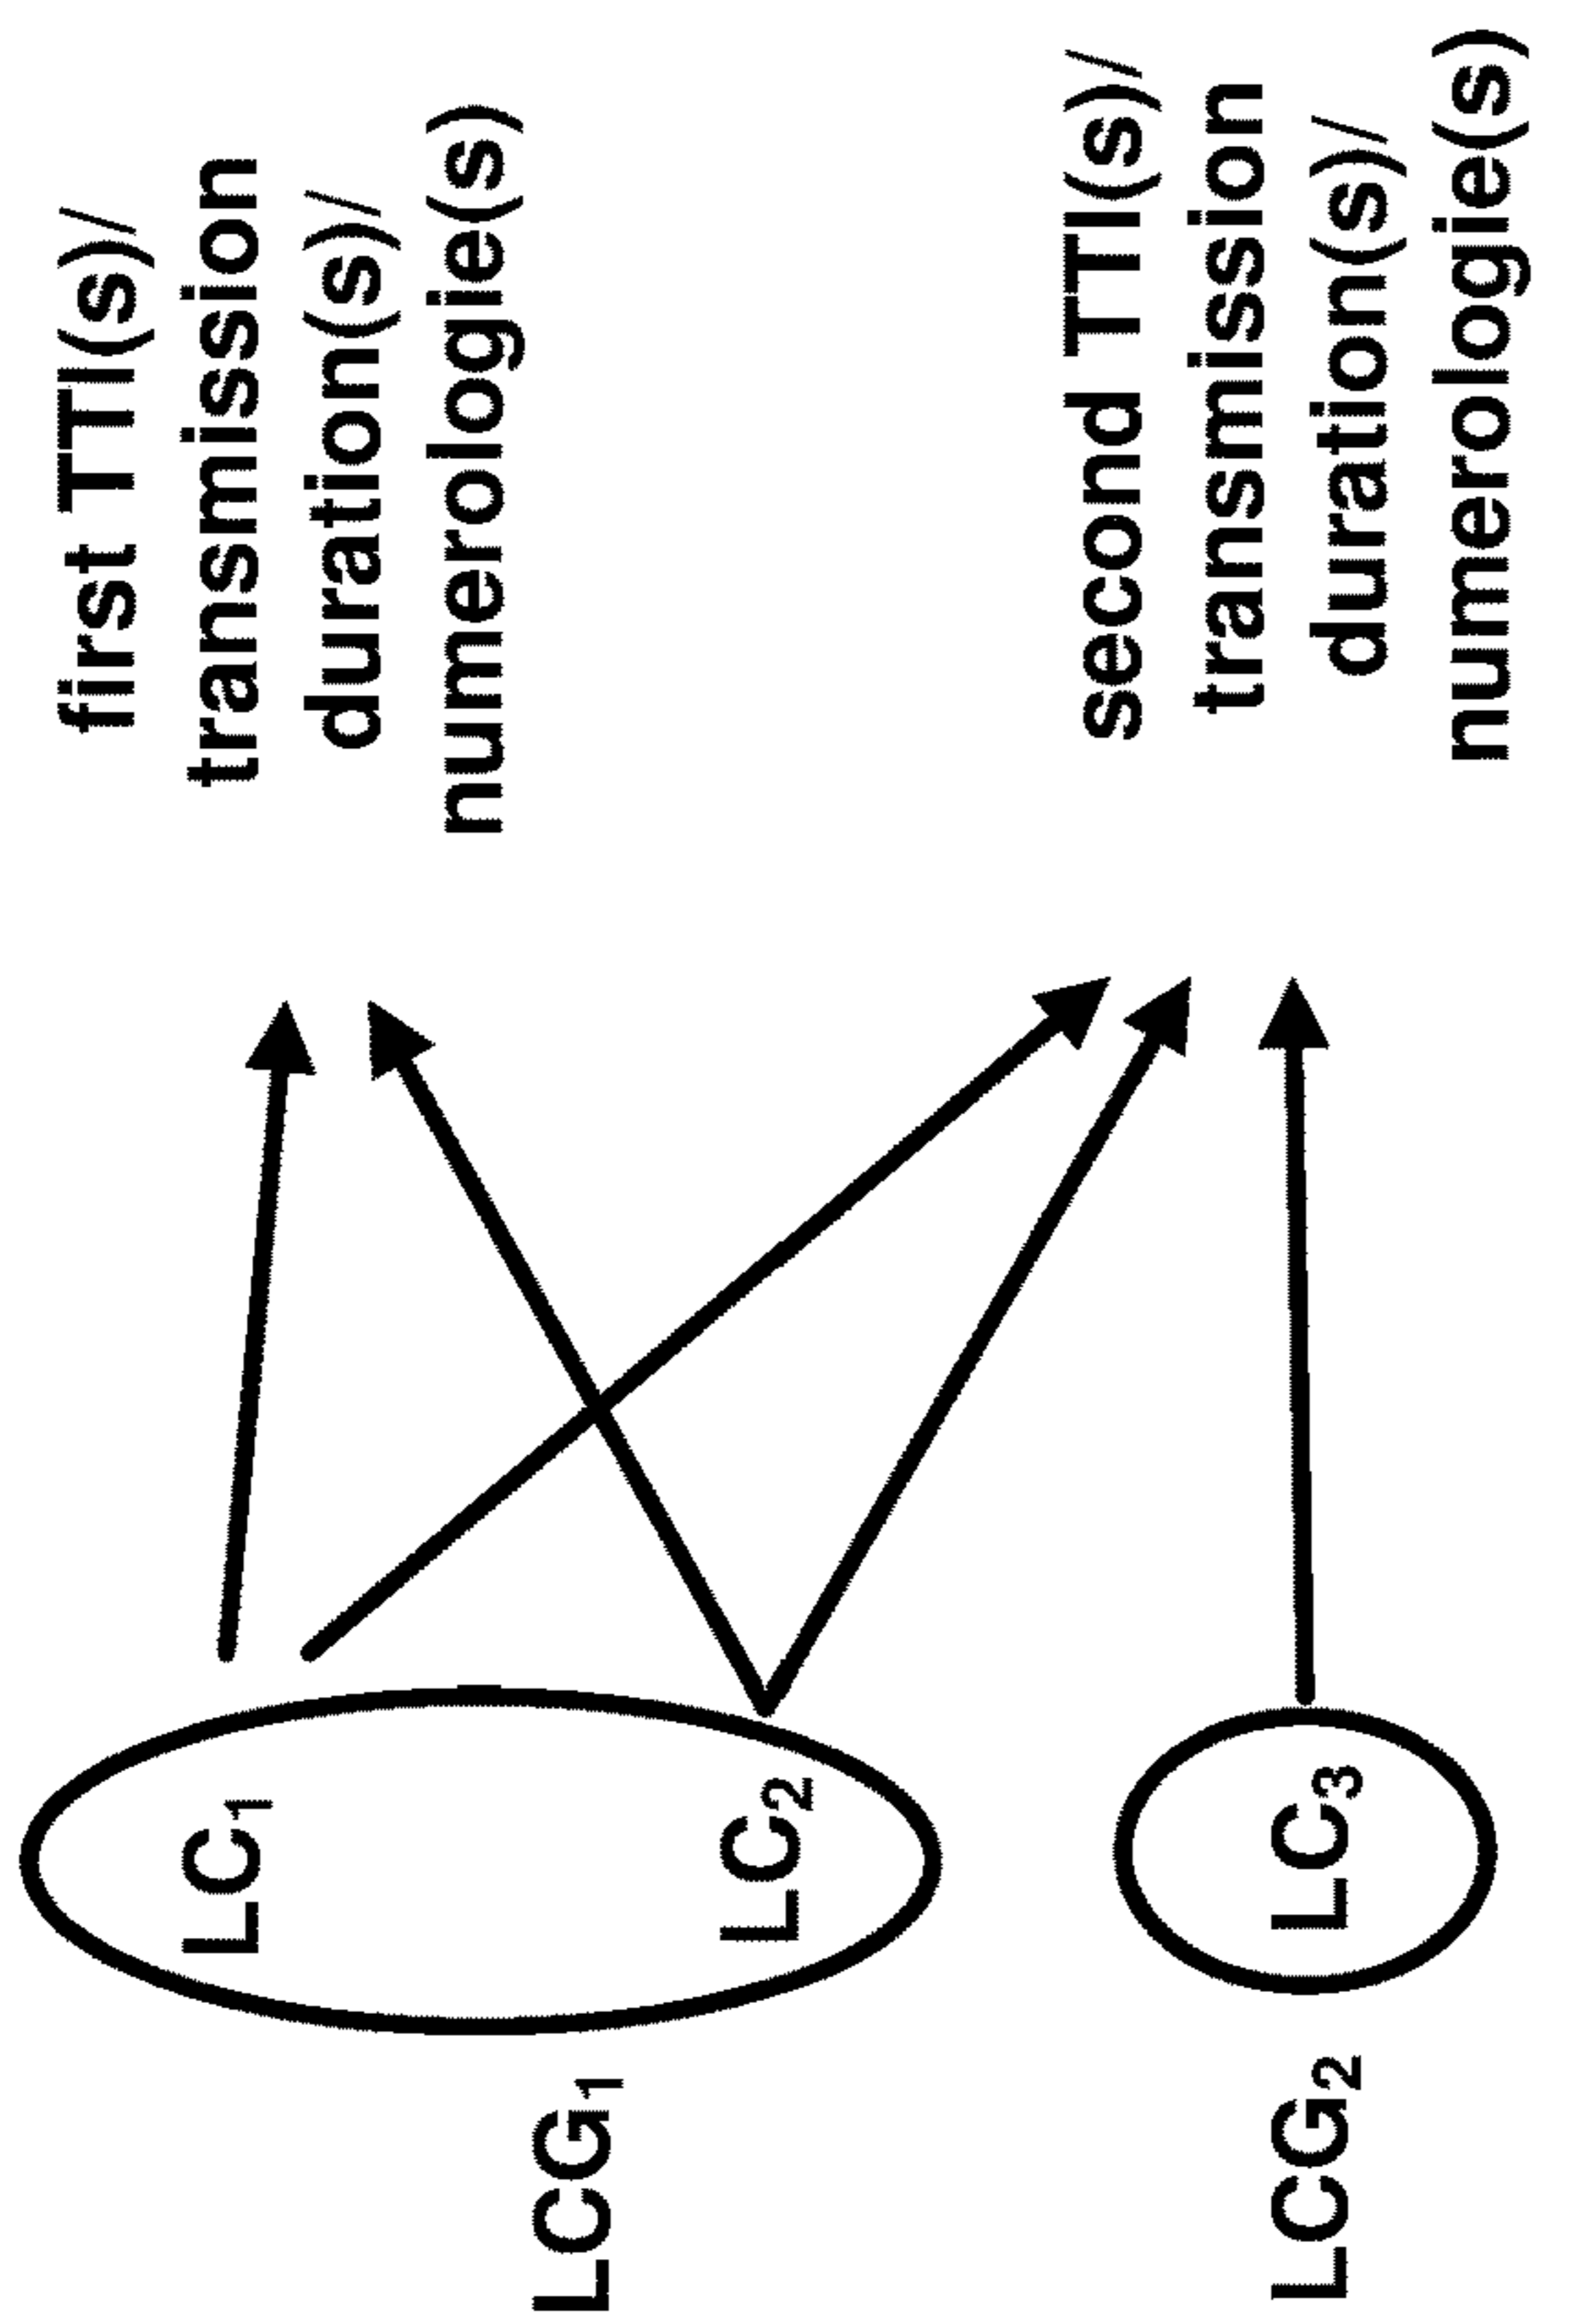 LCG1
LC1
LC2
first TTI(s)/
transmission
duration(s)/
numerologie(s)
LCG2
LC3
second TTI(s)/
transmission
duration(s)/
numerologie(s)